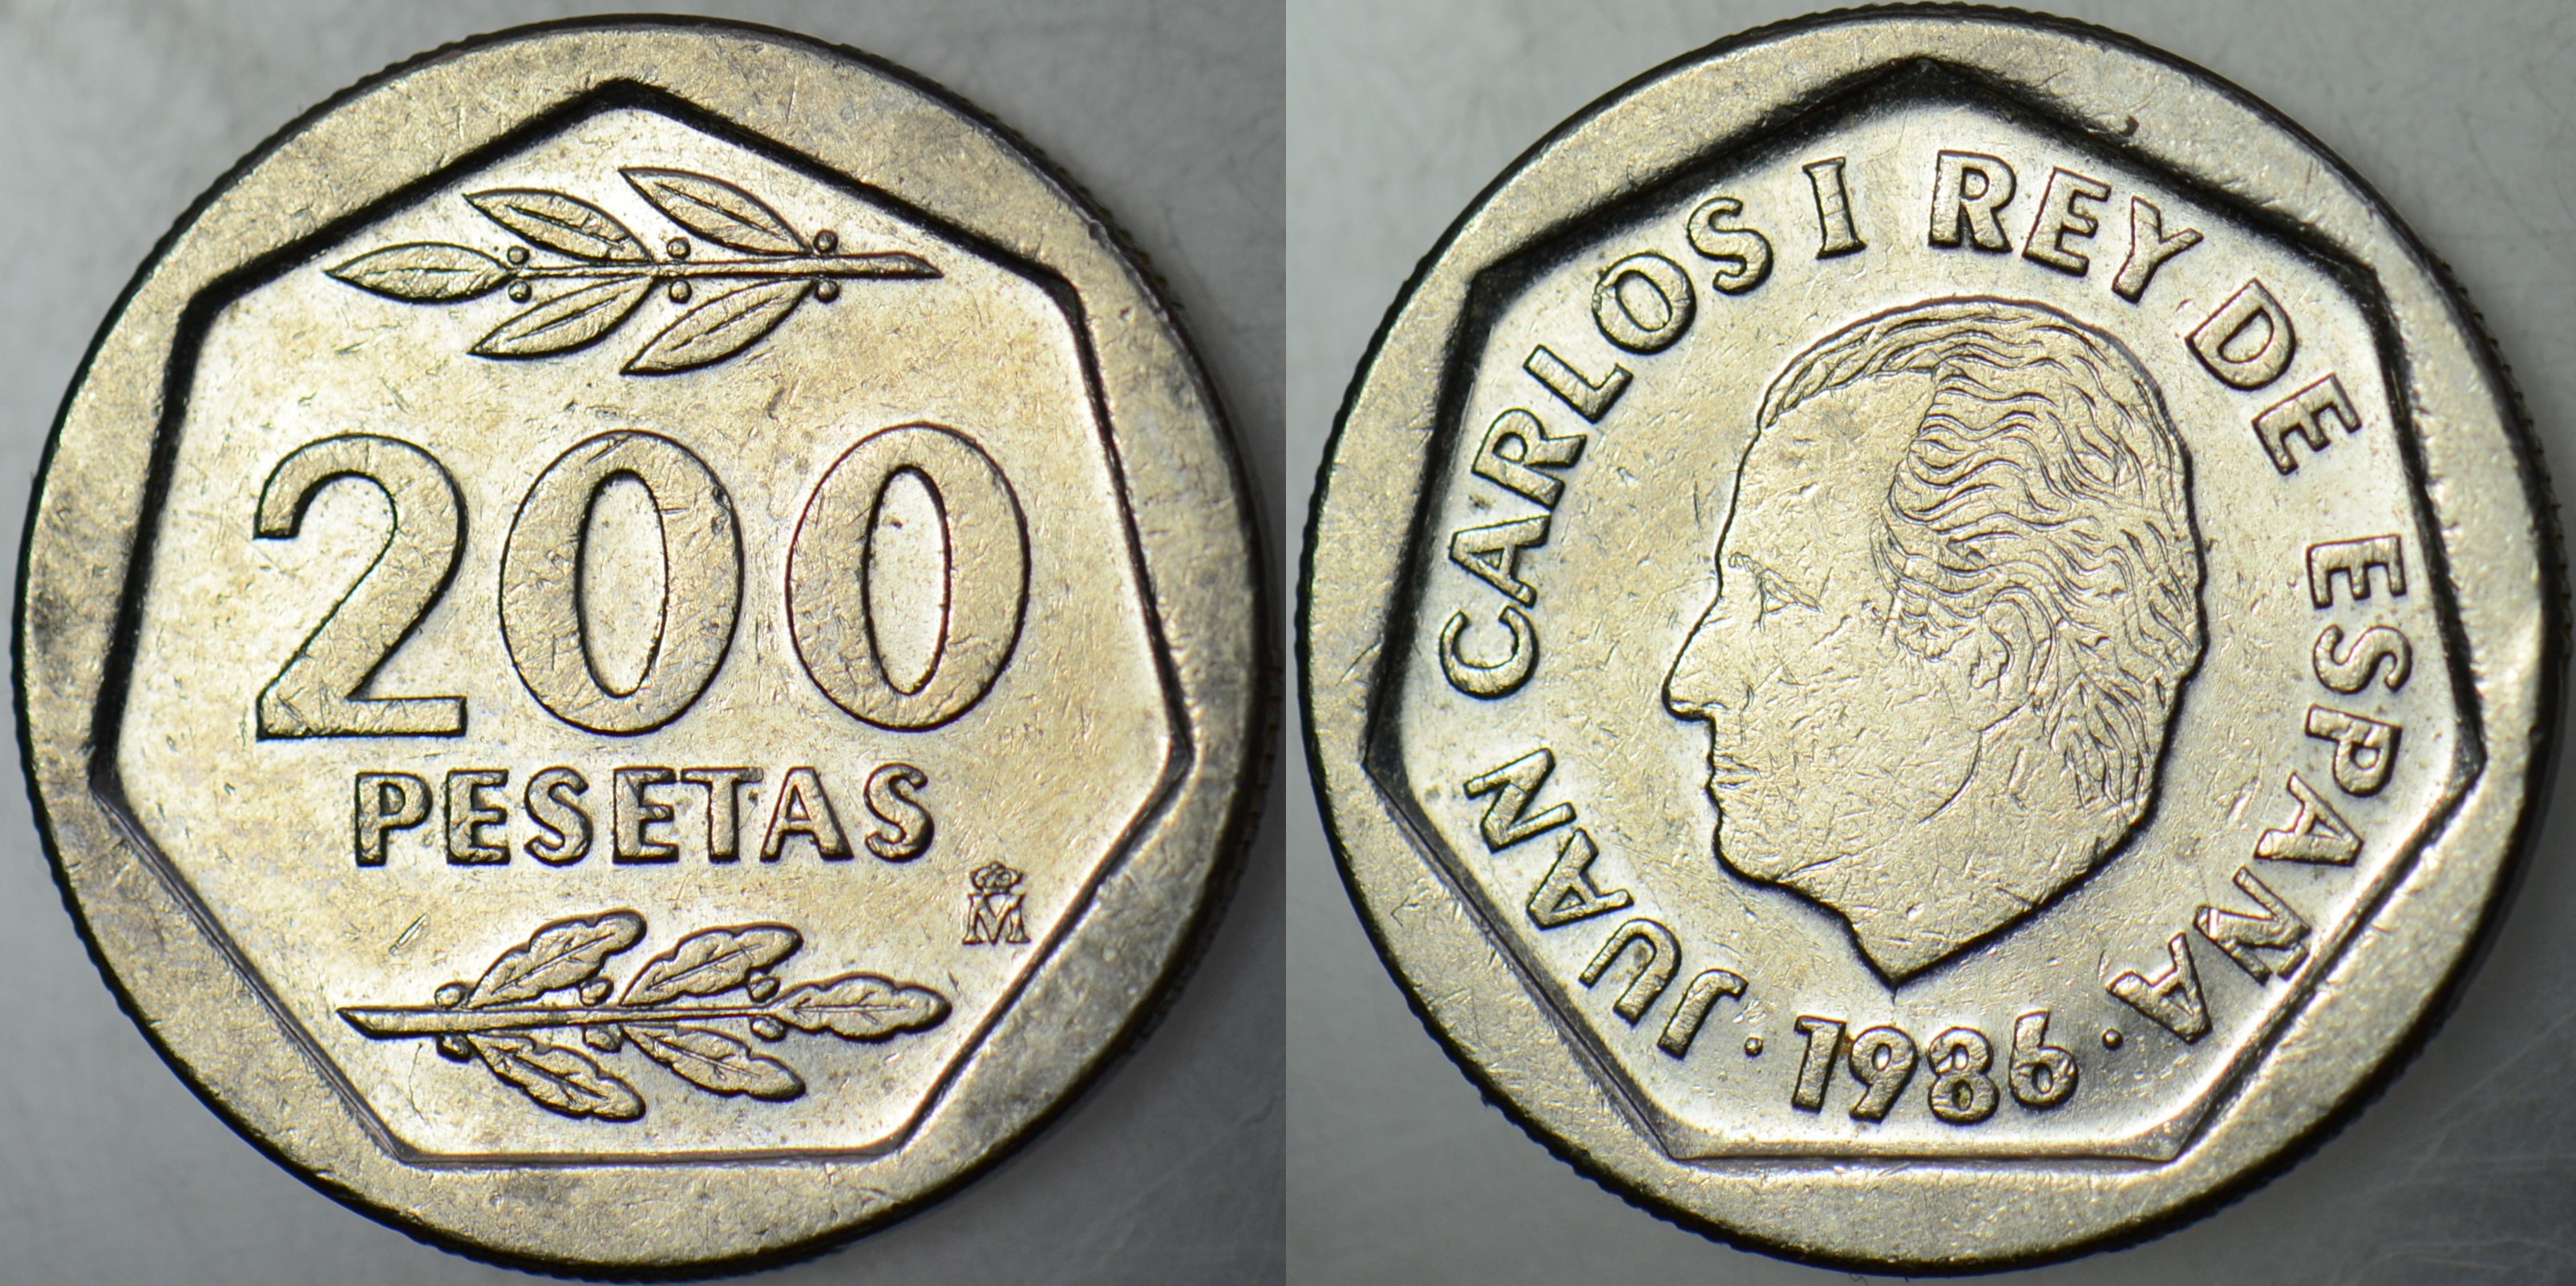 200
PESETAS
M
JUAN CARLOS I REY DE ESPAÑA
· 1986 ·